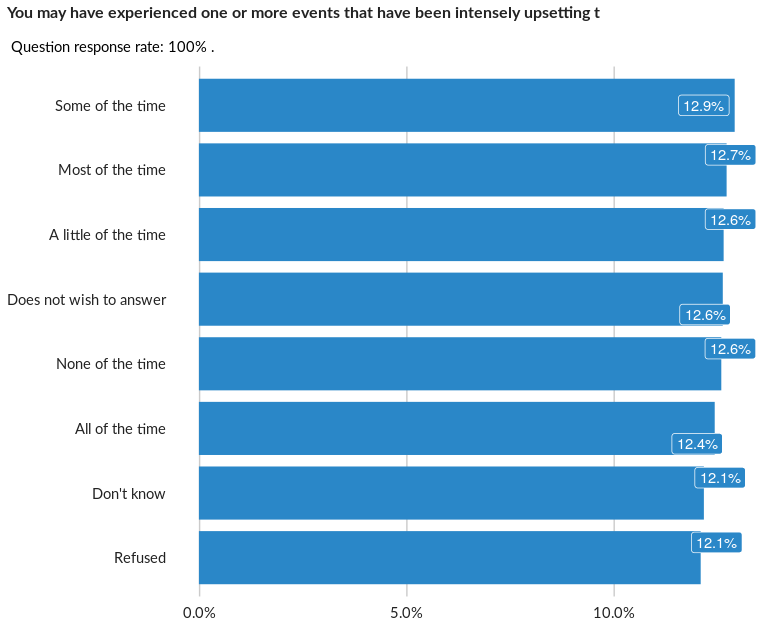 You may have experienced one or more events that have been intensely upsetting t
Question response rate: 100% .
Some of the time
12.9%
Most of the time
12.7%
A little of the time
12.6%
Does not wish to answer
12.6%
None of the time
12.6%
All of the time
12.4%
Don't know
12.1%
Refused
12.1%
0.0% 5.0% 10.0%